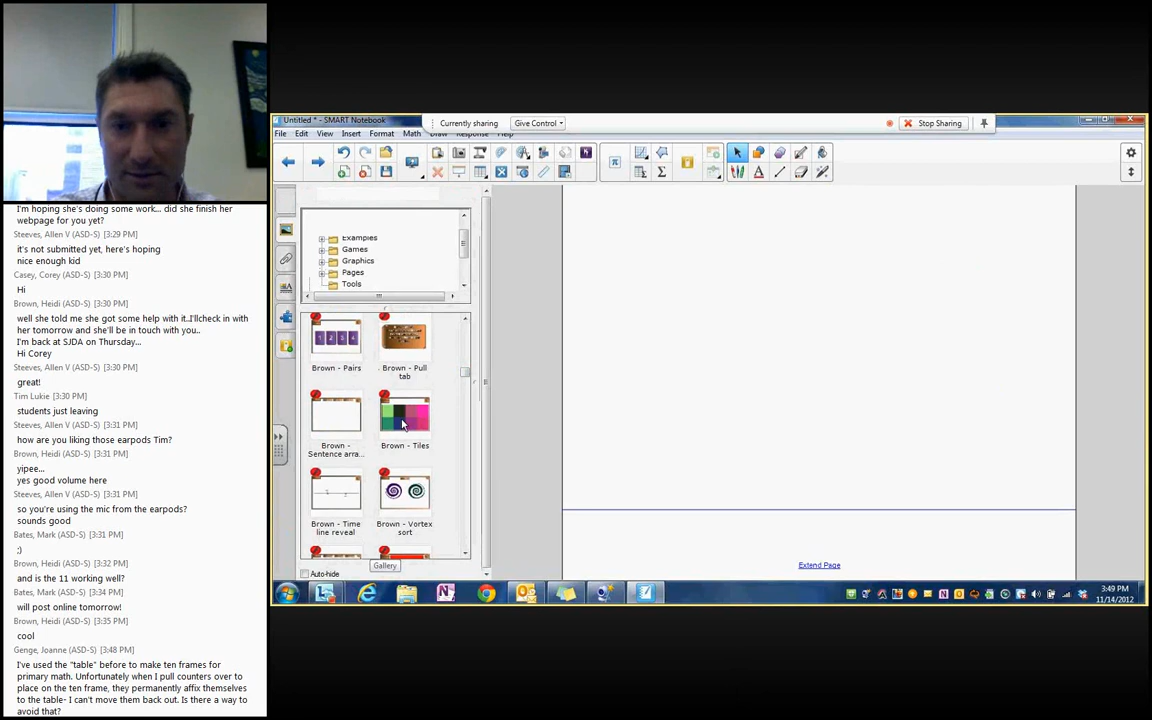 I'm hoping she's doing some work... did she finish her
webpage for you yet?
Steeves, Allen V (ASD-S) [3:29 PM]
it's not submitted yet, here's hoping
nice enough kid
Casey, Corey (ASD-S) [3:30 PM]
Hi
Brown, Heidi (ASD-S) [3:30 PM]
well she told me she got some help with it..I'llcheck in with
her tomorrow and she'll be in touch with you..
I'm back at SJDA on Thursday...
Hi Corey
Steeves, Allen V (ASD-S) [3:30 PM]
great!
Tim Lukie [3:30 PM]
students just leaving
Steeves, Allen V (ASD-S) [3:31 PM]
how are you liking those earpods Tim?
Brown, Heidi (ASD-S) [3:31 PM]
yipee...
yes good volume here
Steeves, Allen V (ASD-S) [3:31 PM]
so you're using the mic from the earpods?
sounds good
Bates, Mark (ASD-S) [3:31 PM]
;)
Brown, Heidi (ASD-S) [3:32 PM]
and is the 11 working well?
Bates, Mark (ASD-S) [3:34 PM]
will post online tomorrow!
Brown, Heidi (ASD-S) [3:35 PM]
cool
Genge, Joanne (ASD-S) [3:48 PM]
I've used the "table" before to make ten frames for
primary math. Unfortunately when I pull counters over to
place on the ten frame, they permanently affix themselves
to the table- I can't move them back out. Is there a way to
avoid that?
Untitled * - SMART Notebook
Currently sharing
Give Control
Stop Sharing
File Edit View Insert Format Math Draw Response Help
Examples
Games
Graphics
Pages
Tools
Brown - Pairs
Brown - Pull
tab
Brown -
Sentence arra...
Brown - Tiles
Brown - Time
line reveal
Brown - Vortex
sort
Gallery
Auto-hide
Extend Page
3:49 PM
11/14/2012